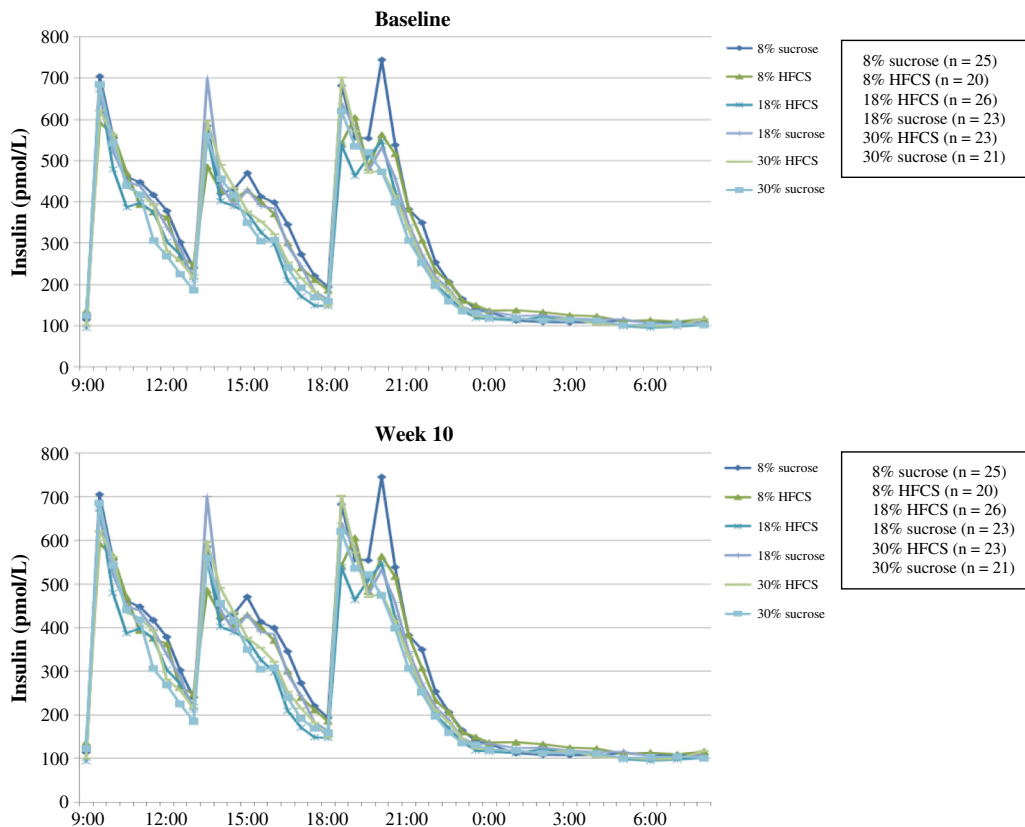 Baseline
Insulin (pmol/L)
800
700
600
500
400
300
200
100
0
9:00 12:00 15:00 18:00 21:00 0:00 3:00 6:00
8% sucrose
8% HFCS
18% HFCS
18% sucrose
30% HFCS
30% sucrose
8% sucrose (n = 25)
8% HFCS (n = 20)
18% HFCS (n = 26)
18% sucrose (n = 23)
30% HFCS (n = 23)
30% sucrose (n = 21)
Week 10
Insulin (pmol/L)
800
700
600
500
400
300
200
100
0
9:00 12:00 15:00 18:00 21:00 0:00 3:00 6:00
8% sucrose
8% HFCS
18% HFCS
18% sucrose
30% HFCS
30% sucrose
8% sucrose (n = 25)
8% HFCS (n = 20)
18% HFCS (n = 26)
18% sucrose (n = 23)
30% HFCS (n = 23)
30% sucrose (n = 21)